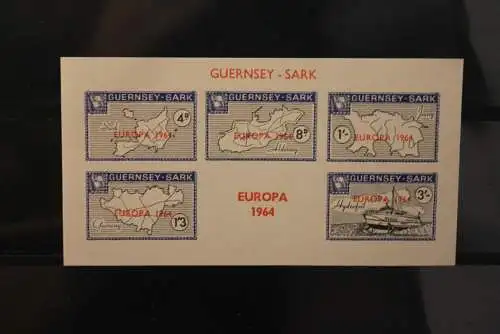 GUERNSEY - SARK
GUERNSEY-SARK
4d
EUROPA 1964
GUERNSEY-SARK
8d
EUROPA 1964
GUERNSEY-SARK
1/-
EUROPA 1964
GUERNSEY-SARK
EUROPA 1964
1'3
EUROPA
1964
GUERNSEY-SARK
3/-
EUROPA 1964
Hydrofoil